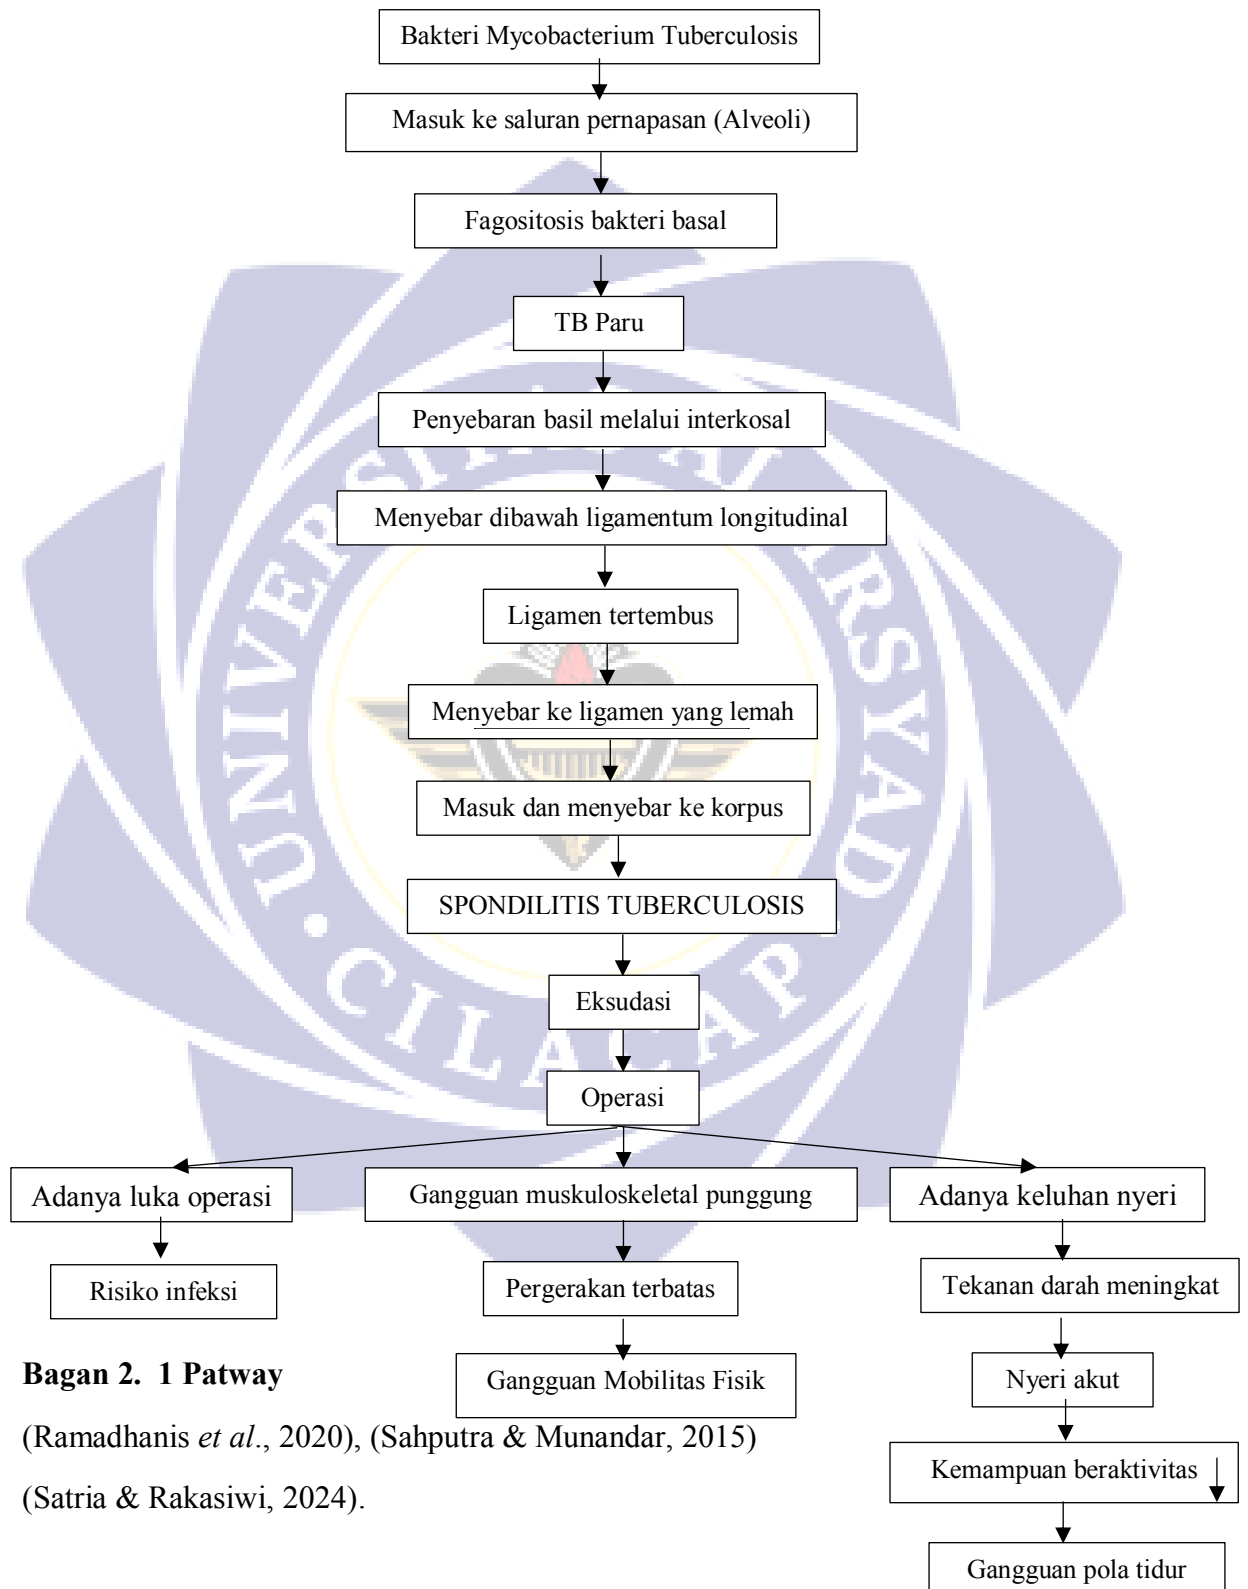 Bakteri Mycobacterium Tuberculosis
Masuk ke saluran pernapasan (Alveoli)
Fagositosis bakteri basal
TB Paru
Penyebaran basil melalui interkosal
Menyebar dibawah ligamentum longitudinal
Ligamen tertembus
Menyebar ke ligamen yang lemah
Masuk dan menyebar ke korpus
SPONDILITIS TUBERCULOSIS
Eksudasi
Operasi
Adanya luka operasi
Risiko infeksi
Gangguan muskuloskeletal punggung
Pergerakan terbatas
Gangguan Mobilitas Fisik
Adanya keluhan nyeri
Tekanan darah meningkat
Nyeri akut
Kemampuan beraktivitas
Gangguan pola tidur
Bagan 2. 1 Patway
(Ramadhanis et al., 2020), (Sahputra & Munandar, 2015)
(Satria & Rakasiwi, 2024).
UNIVERSITAS AL IRSYAD
CILACAP